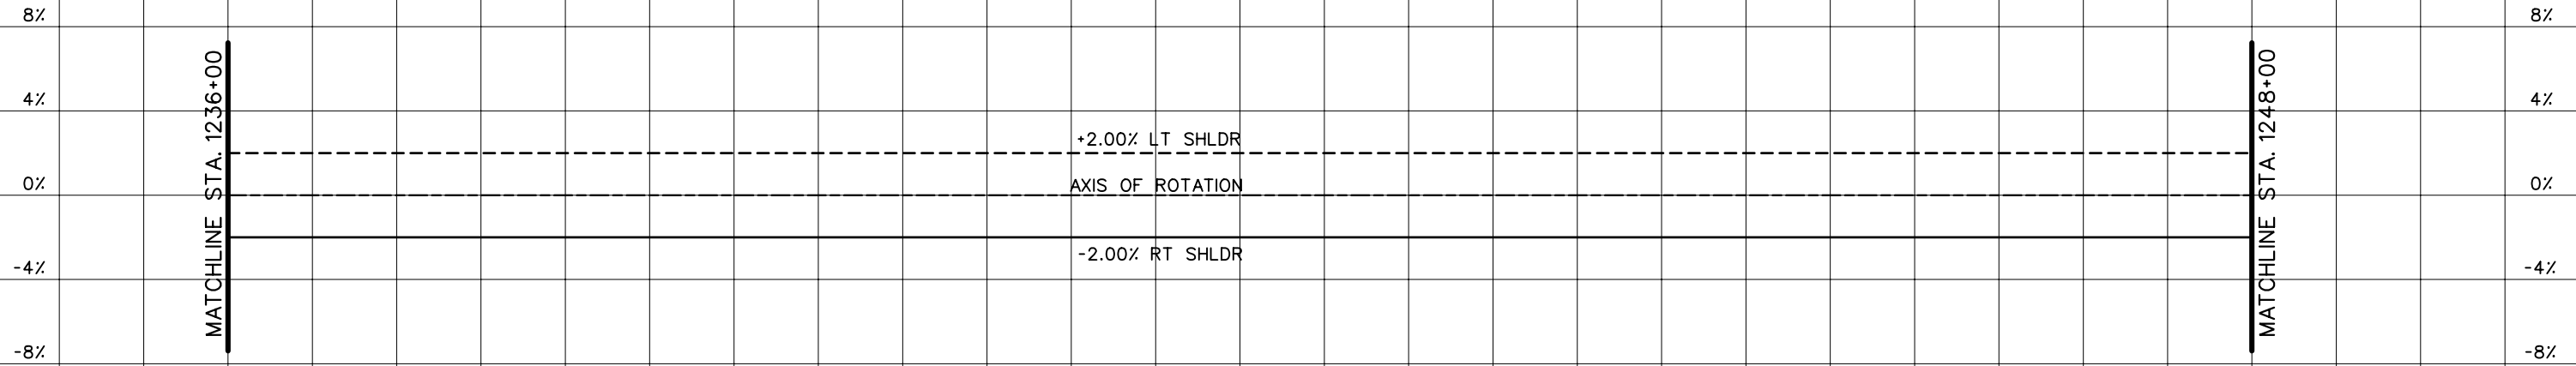 8%
8%
4%
4%
0%
0%
-4%
-4%
-8%
-8%
MATCHLINE STA. 1236+00
+2.00% LT SHLDR
AXIS OF ROTATION
-2.00% RT SHLDR
MATCHLINE STA. 1248+00